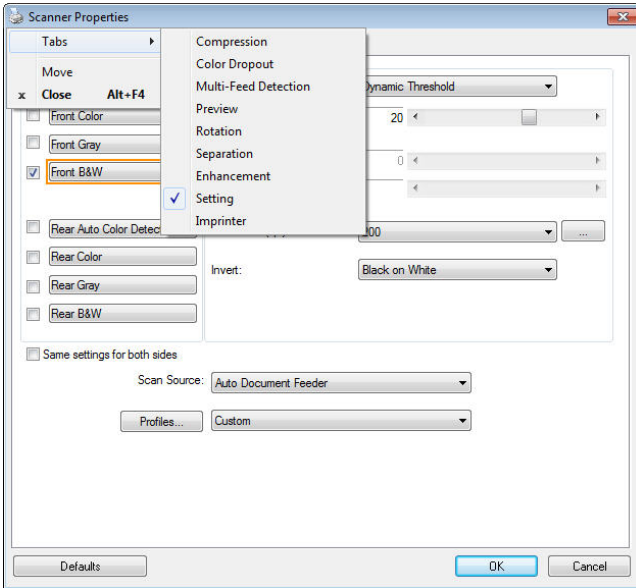 Scanner Properties
Tabs
Move
x Close Alt+F4
Compression
Color Dropout
Multi-Feed Detection
Preview
Rotation
Separation
Enhancement
Setting
Imprinter
Dynamic Threshold
Front Color
20
Front Gray
0
Front B&W
Rear Auto Color Detec
200
...
Rear Color
Invert:
Black on White
Rear Gray
Rear B&W
Same settings for both sides
Scan Source:
Auto Document Feeder
Profiles...
Custom
Defaults
OK
Cancel